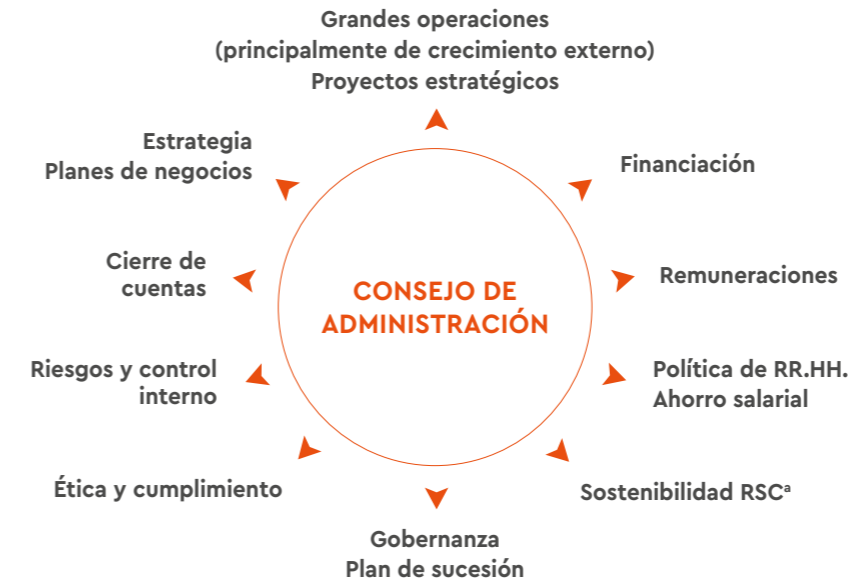 Grandes operaciones
(principalmente de crecimiento externo)
Proyectos estratégicos
Estrategia
Planes de negocios
Financiación
Cierre de
cuentas
CONSEJO DE
ADMINISTRACIÓN
Remuneraciones
Riesgos y control
interno
Política de RR.HH.
Ahorro salarial
Ética y cumplimiento
Sostenibilidad RSCᵃ
Gobernanza
Plan de sucesión